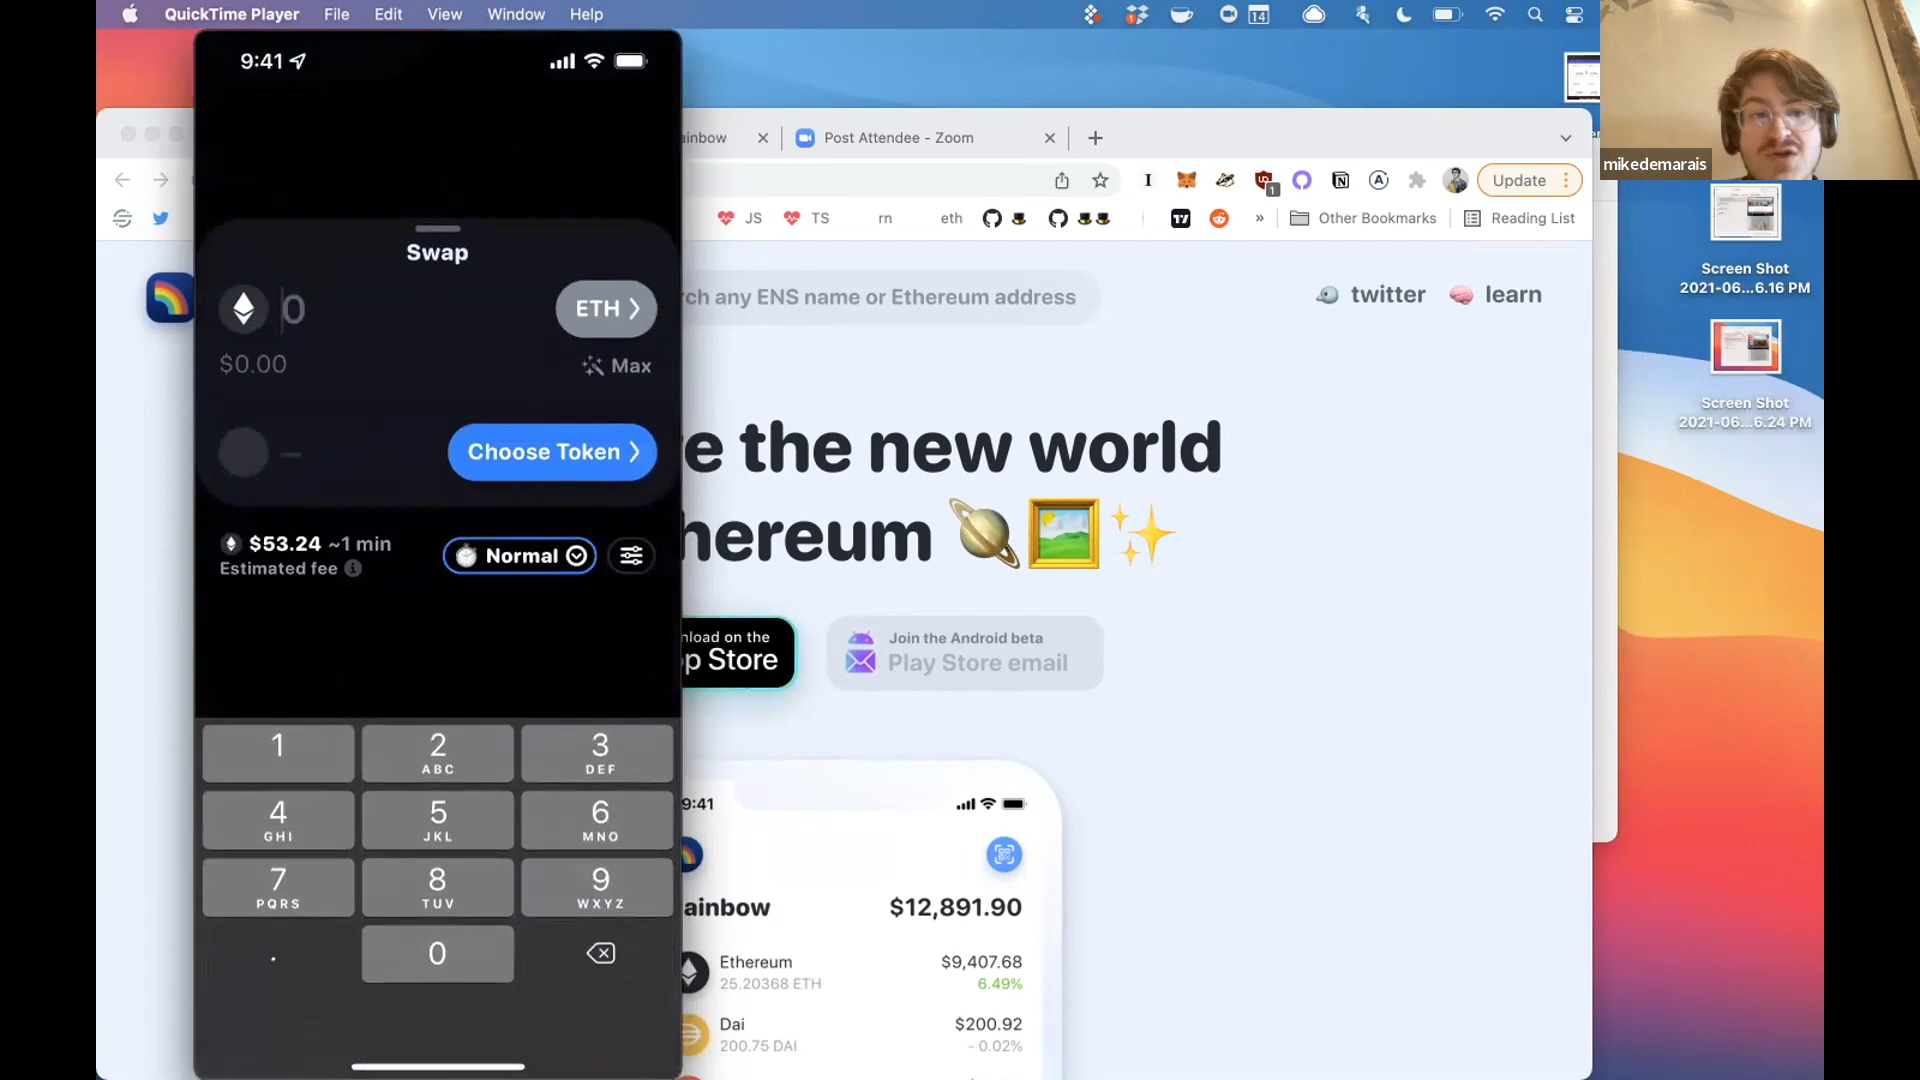 QuickTime Player File Edit View Window Help
14
mikedemarais
9:41
Swap
0
ETH
$0.00
Max
Choose Token
$53.24 ~1 min
Estimated fee
Normal
1
2
ABC
3
DEF
4
GHI
5
JKL
6
MNO
7
PQRS
8
TUV
9
WXYZ
.
0
ainbow
Post Attendee - Zoom
Update
JS TS rn eth Other Bookmarks Reading List
rch any ENS name or Ethereum address
twitter learn
e the new world
hereum
nload on the
p Store
Join the Android beta
Play Store email
9:41
ainbow $12,891.90
Ethereum $9,407.68
25.20368 ETH 6.49%
Dai $200.92
200.75 DAI - 0.02%
Screen Shot
2021-06...6.16 PM
Screen Shot
2021-06...6.24 PM